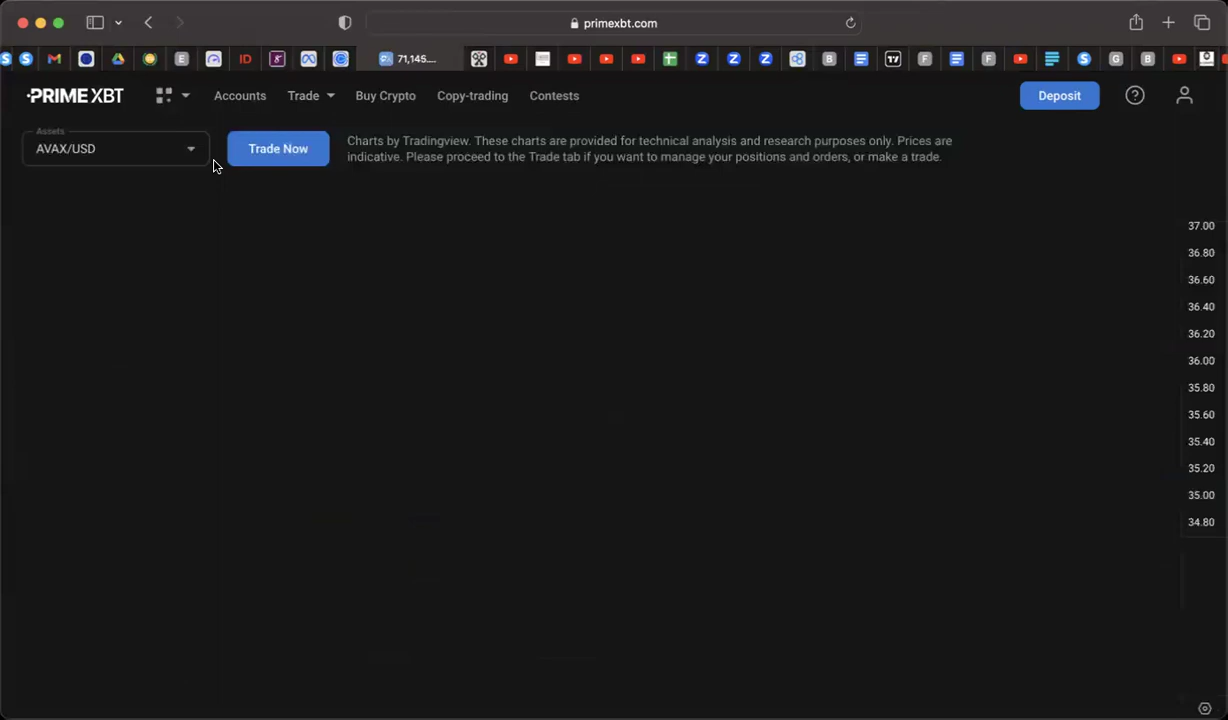 primexbt.com
ID
71,145....
Z
Z
Z
B
17
F
F
G
B
PRIME XBT
Accounts
Trade
Buy Crypto
Copy-trading
Contests
Deposit
Assets
AVAX/USD
Trade Now
Charts by Tradingview. These charts are provided for technical analysis and research purposes only. Prices are
indicative. Please proceed to the Trade tab if you want to manage your positions and orders, or make a trade.
37.00
36.80
36.60
36.40
36.20
36.00
35.80
35.60
35.40
35.20
35.00
34.80